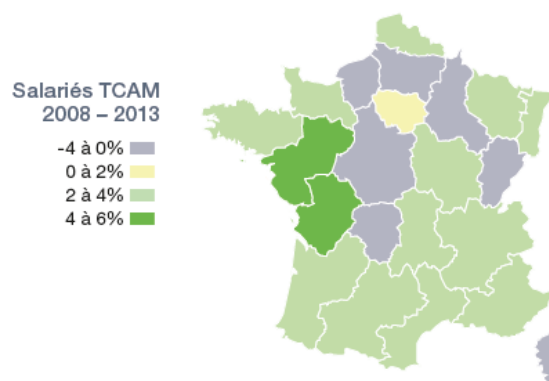 Salariés TCAM
2008 – 2013
-4 à 0%
0 à 2%
2 à 4%
4 à 6%